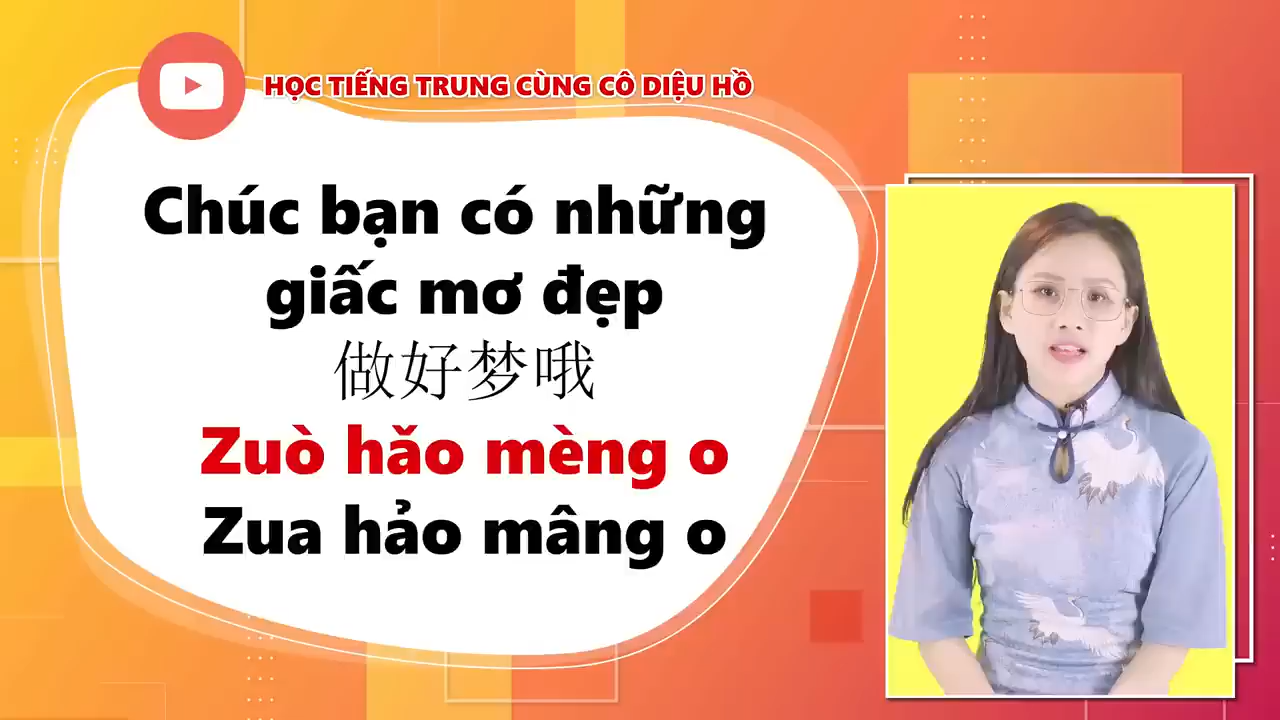 HỌC TIẾNG TRUNG CÙNG CÔ DIỆU HỒ
Chúc bạn có những
giấc mơ đẹp
做好梦哦
Zuò hǎo mèng o
Zua hảo mâng o